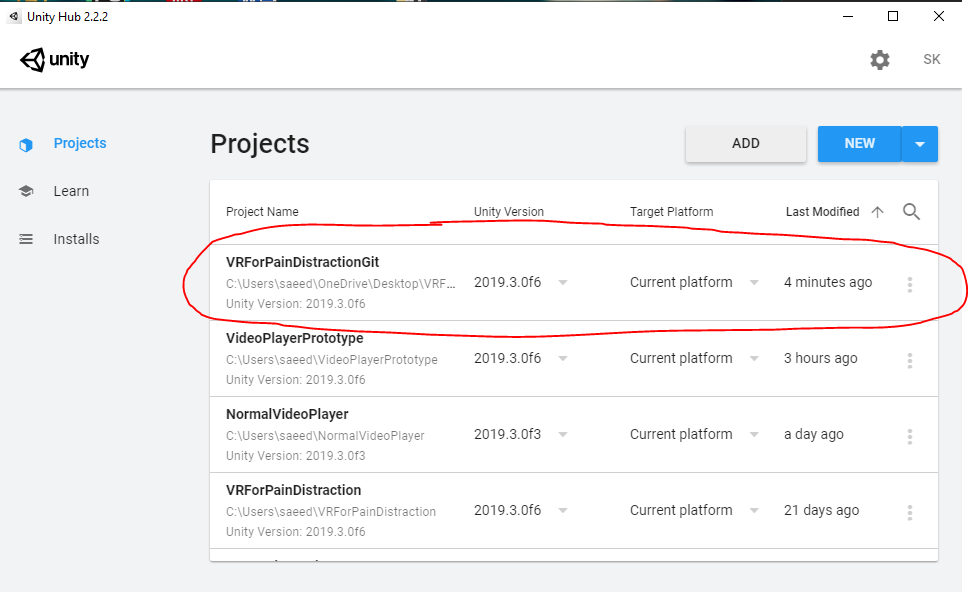 Unity Hub 2.2.2
unity
SK
Projects
Learn
Installs
Projects
ADD
NEW
Project Name Unity Version Target Platform Last Modified
VRForPainDistractionGit
C:\Users\saeed\OneDrive\Desktop\VRF... 2019.3.0f6 Current platform 4 minutes ago
Unity Version: 2019.3.0f6
VideoPlayerPrototype
C:\Users\saeed\VideoPlayerPrototype 2019.3.0f6 Current platform 3 hours ago
Unity Version: 2019.3.0f6
NormalVideoPlayer
C:\Users\saeed\NormalVideoPlayer 2019.3.0f3 Current platform a day ago
Unity Version: 2019.3.0f3
VRForPainDistraction
C:\Users\saeed\VRForPainDistraction 2019.3.0f6 Current platform 21 days ago
Unity Version: 2019.3.0f6